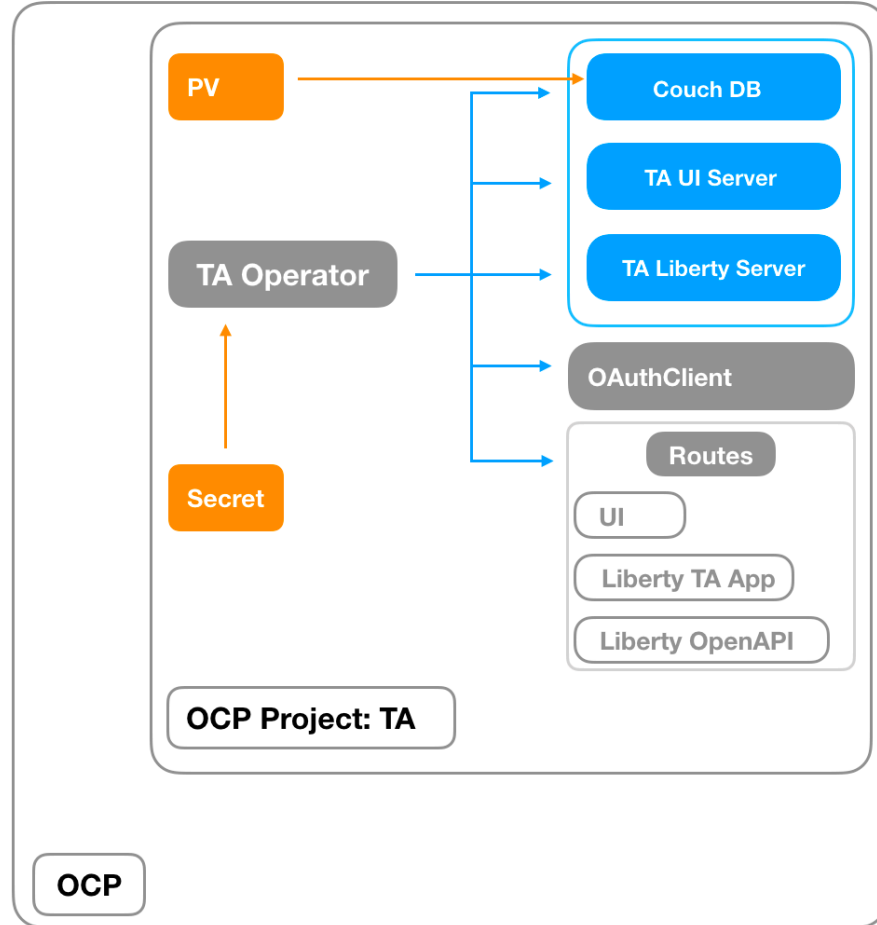 PV
Couch DB
TA UI Server
TA Operator
TA Liberty Server
OAuthClient
Routes
Secret
UI
Liberty TA App
Liberty OpenAPI
OCP Project: TA
OCP